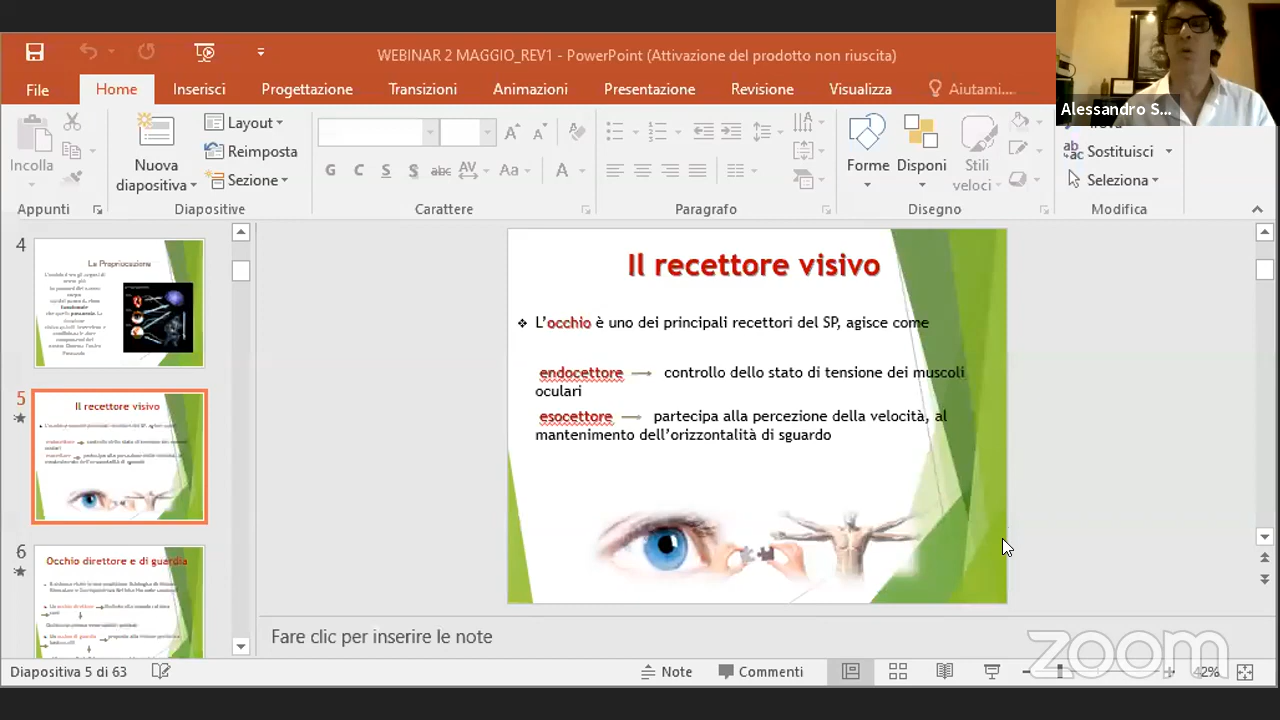 WEBINAR 2 MAGGIO_REV1 - PowerPoint (Attivazione del prodotto non riuscita)
Alessandro S...
File Home Inserisci Progettazione Transizioni Animazioni Presentazione Revisione Visualizza Aiutami...
Incolla
Nuova diapositiva
Layout
Reimposta
Sezione
G C S S abc AV Aa A
Forme Disponi Stili veloci
Sostituisci
Seleziona
Appunti Diapositive Carattere Paragrafo Disegno Modifica
4
La Propriocezione
5
Il recettore visivo
6
Occhio direttore e di guardia
Il recettore visivo
❖ L'occhio è uno dei principali recettori del SP, agisce come
endocettore → controllo dello stato di tensione dei muscoli
oculari
esocettore → partecipa alla percezione della velocità, al
mantenimento dell'orizzontalità di sguardo
Fare clic per inserire le note
zoom
Diapositiva 5 di 63 Note Commenti 42%